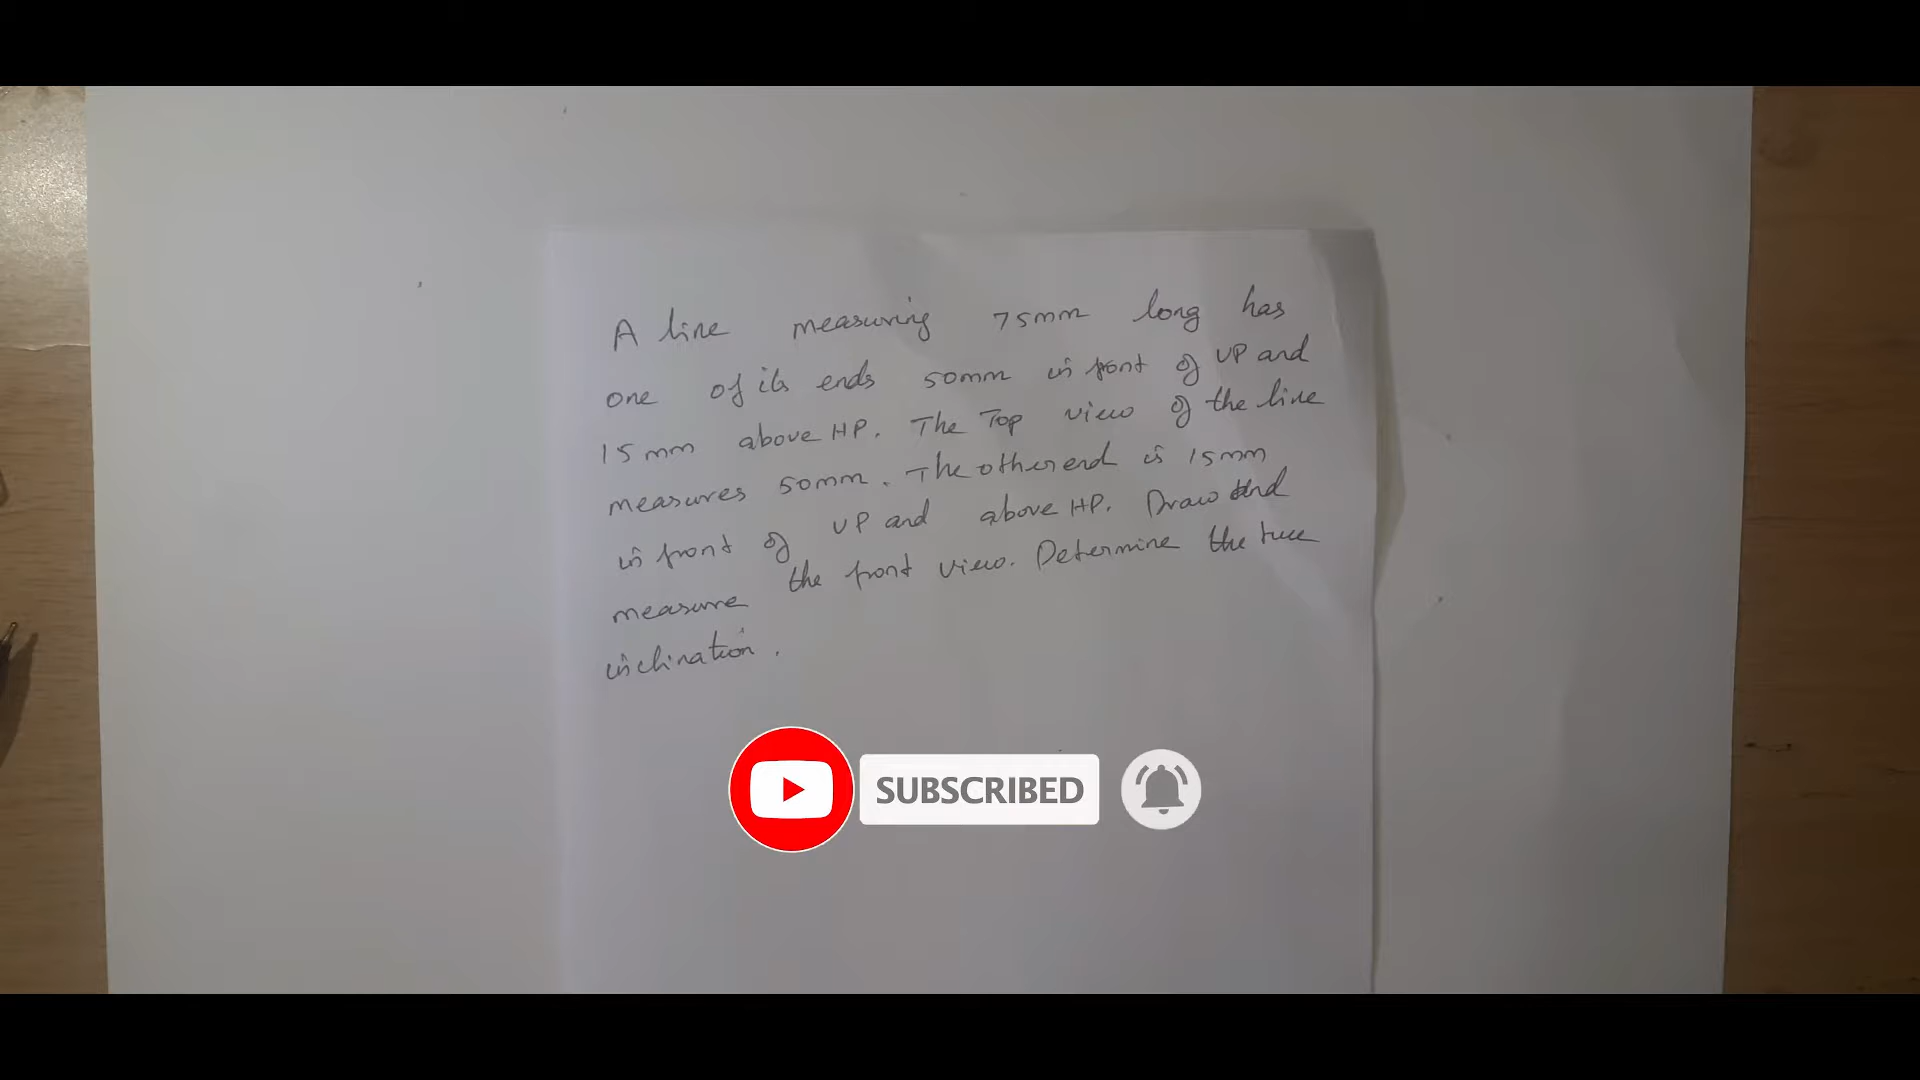 A line measuring 75mm long has
one of its ends 50mm in front of VP and
15mm above HP. The Top view of the line
measures 50mm. The other end is 15mm
in front of VP and above HP. Draw and
measure the front view. Determine the true
inclination.
SUBSCRIBED